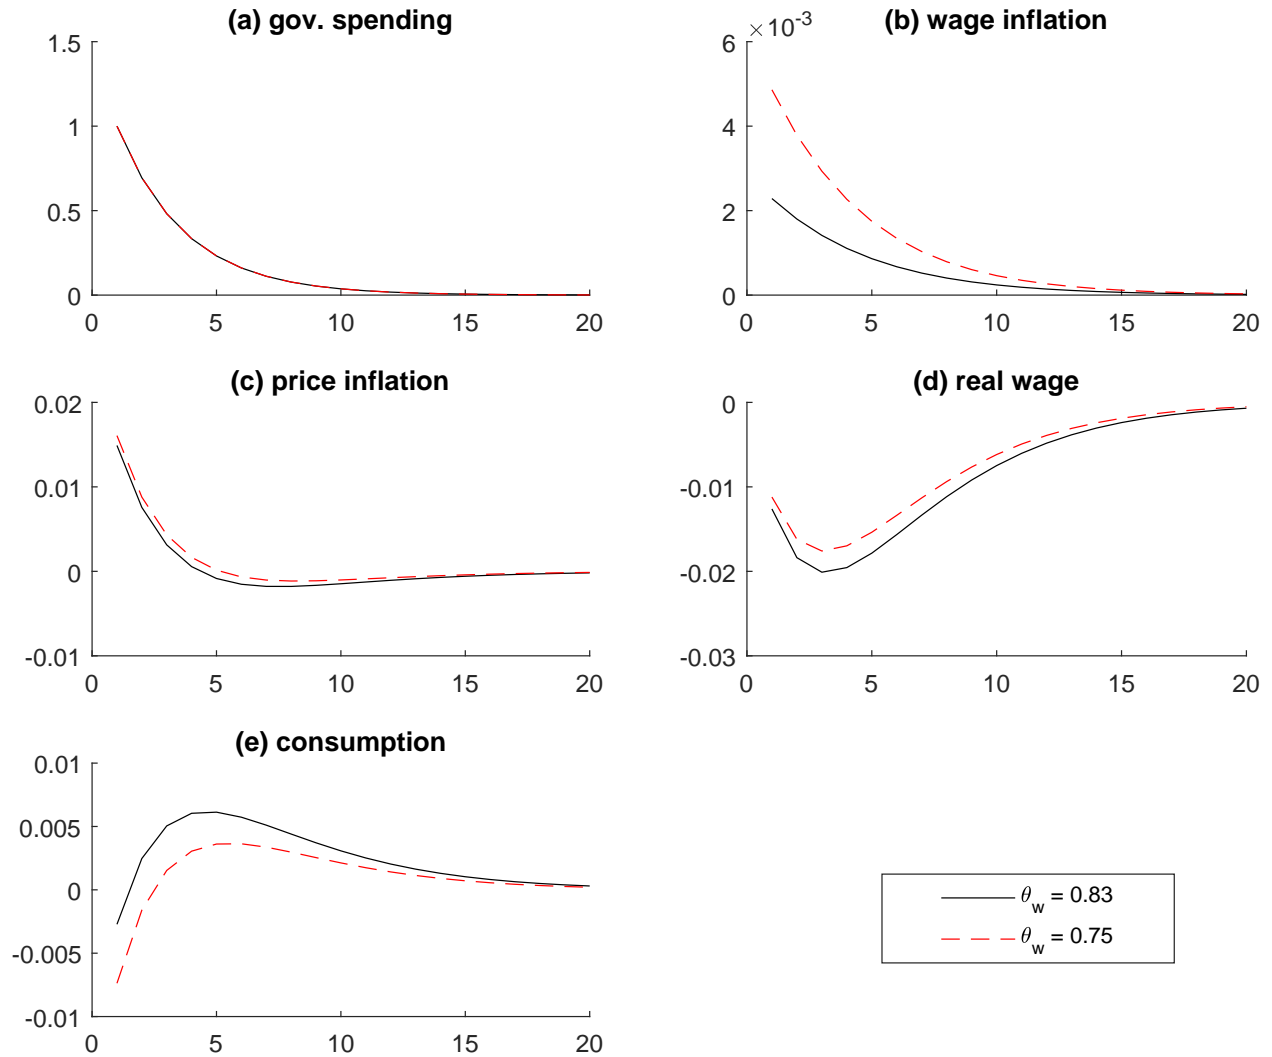 (a) gov. spending
1.5
1
0.5
0
0 5 10 15 20
(b) wage inflation
×10⁻³
6
4
2
0
0 5 10 15 20
(c) price inflation
0.02
0.01
0
-0.01
0 5 10 15 20
(d) real wage
0
-0.01
-0.02
-0.03
0 5 10 15 20
(e) consumption
0.01
0.005
0
-0.005
-0.01
0 5 10 15 20
θ_w = 0.83
θ_w = 0.75